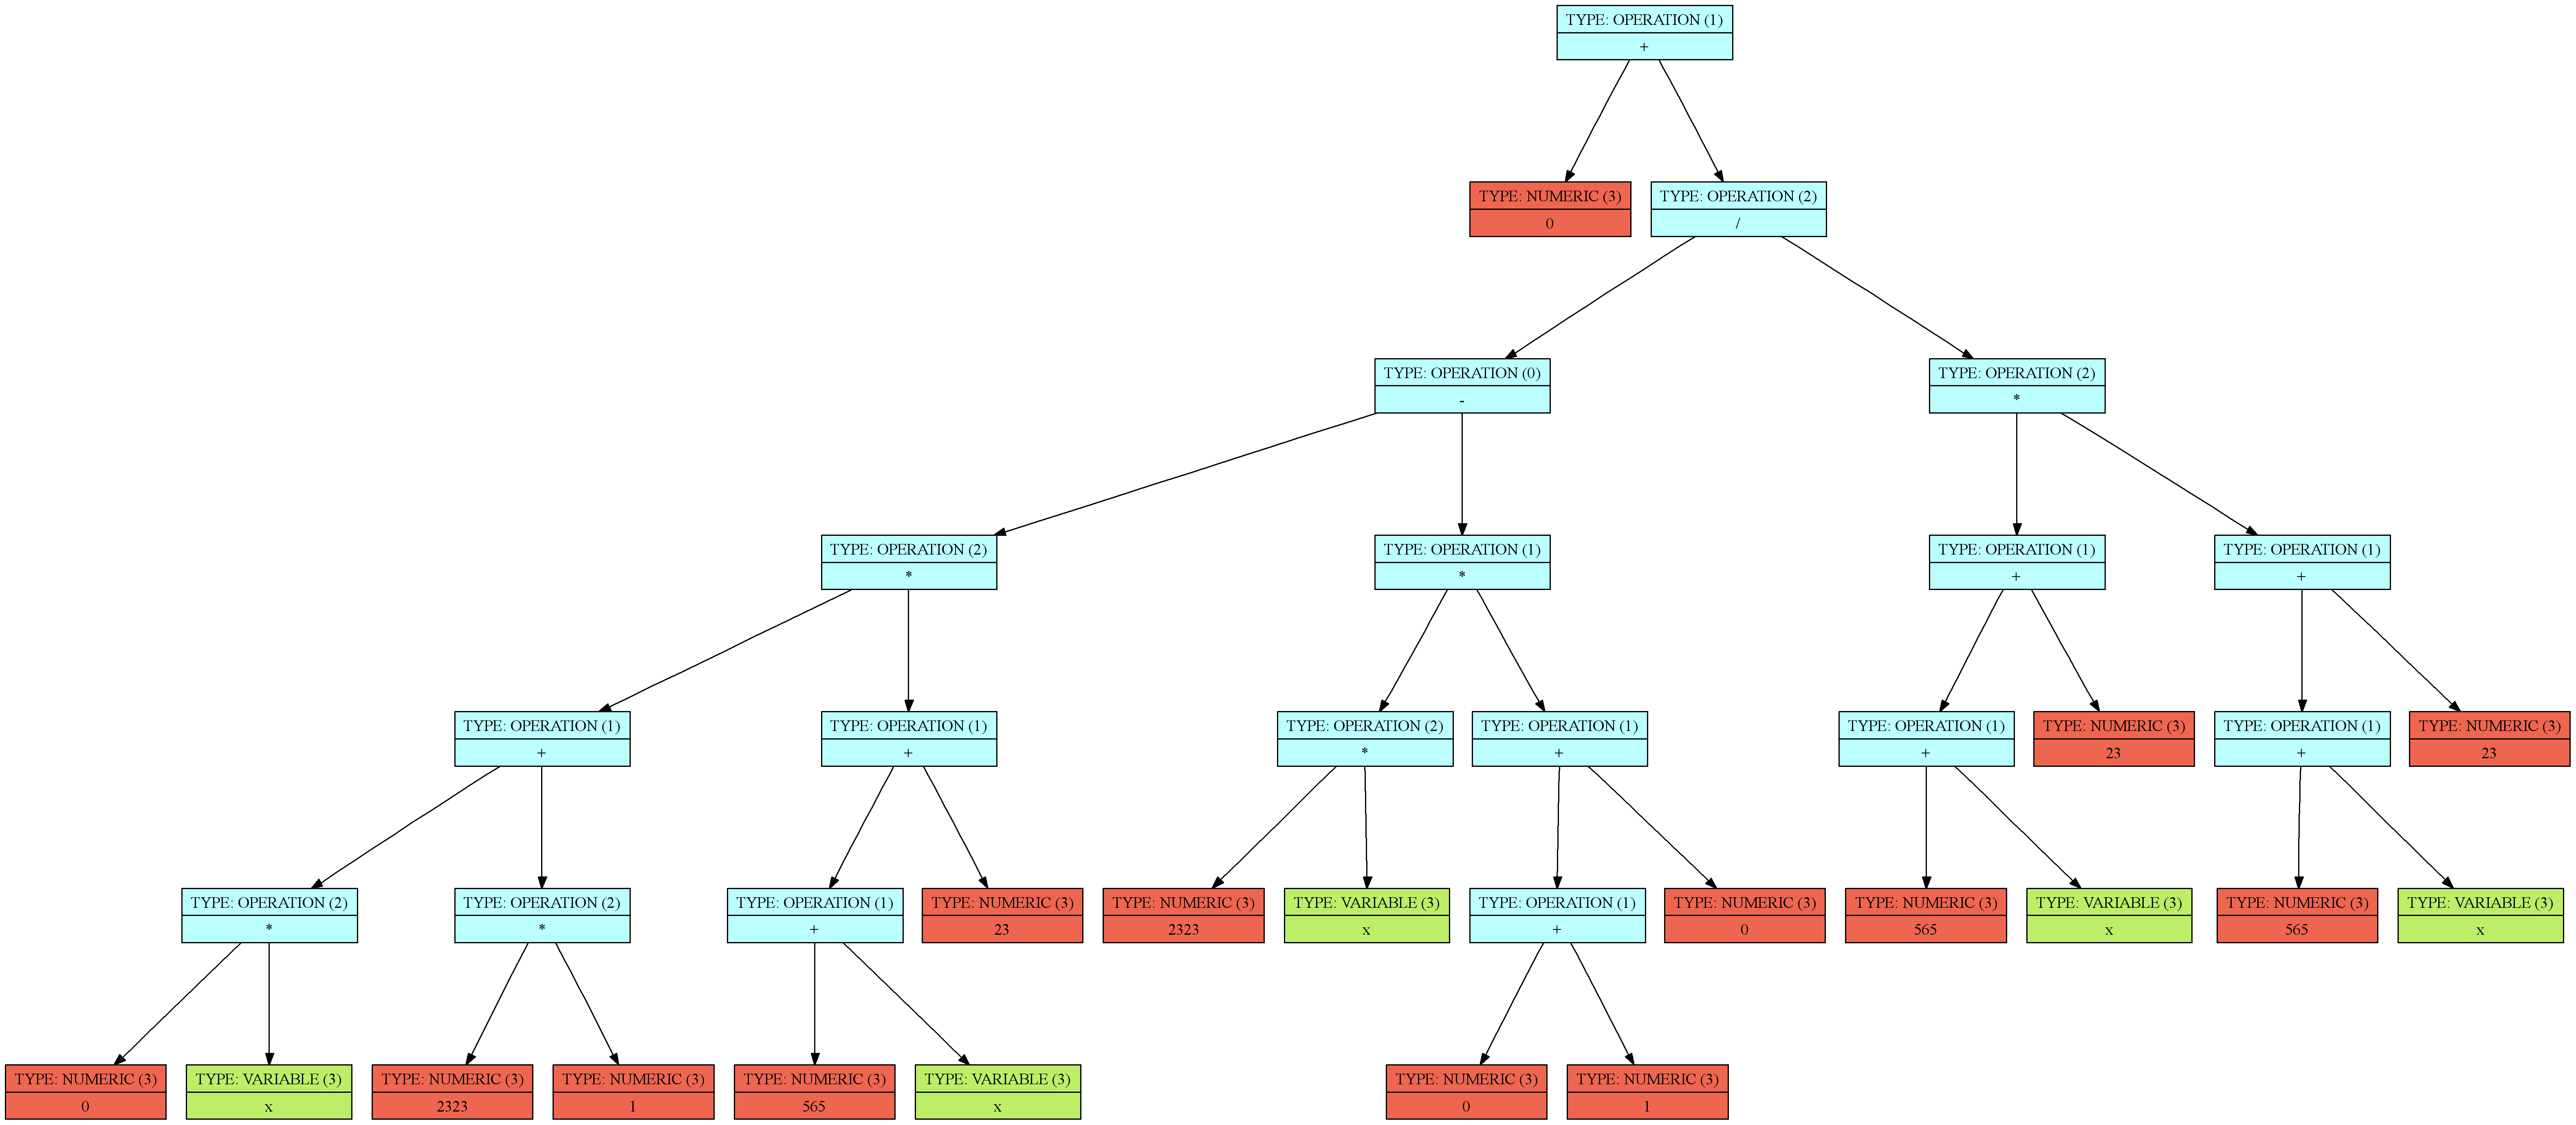 TYPE: OPERATION (1)
+
TYPE: NUMERIC (3)
0
TYPE: OPERATION (2)
/
TYPE: OPERATION (0)
-
TYPE: OPERATION (2)
*
TYPE: OPERATION (2)
*
TYPE: OPERATION (1)
*
TYPE: OPERATION (1)
+
TYPE: OPERATION (1)
+
TYPE: OPERATION (1)
+
TYPE: OPERATION (1)
+
TYPE: OPERATION (2)
*
TYPE: OPERATION (1)
+
TYPE: OPERATION (1)
+
TYPE: NUMERIC (3)
23
TYPE: OPERATION (1)
+
TYPE: NUMERIC (3)
23
TYPE: OPERATION (2)
*
TYPE: OPERATION (2)
*
TYPE: OPERATION (1)
+
TYPE: NUMERIC (3)
23
TYPE: NUMERIC (3)
2323
TYPE: VARIABLE (3)
x
TYPE: OPERATION (1)
+
TYPE: NUMERIC (3)
0
TYPE: NUMERIC (3)
565
TYPE: VARIABLE (3)
x
TYPE: NUMERIC (3)
565
TYPE: VARIABLE (3)
x
TYPE: NUMERIC (3)
0
TYPE: VARIABLE (3)
x
TYPE: NUMERIC (3)
2323
TYPE: NUMERIC (3)
1
TYPE: NUMERIC (3)
565
TYPE: VARIABLE (3)
x
TYPE: NUMERIC (3)
0
TYPE: NUMERIC (3)
1